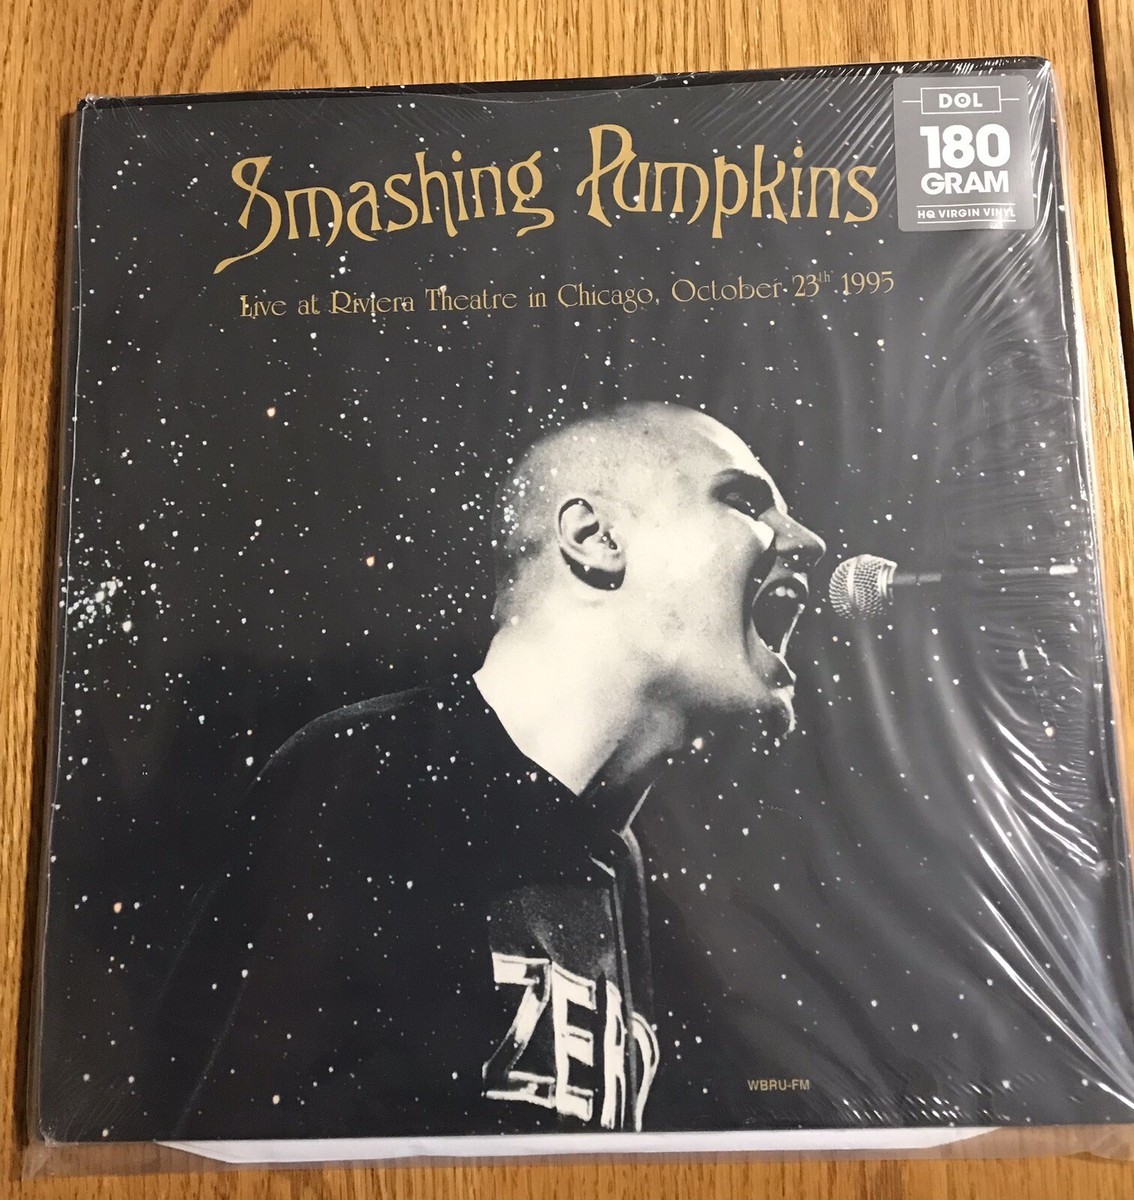 DOL
180
GRAM
HQ VIRGIN VINYL
Smashing Pumpkins
Live at Riviera Theatre in Chicago, October 23th 1995
ZERO
WBRU-FM